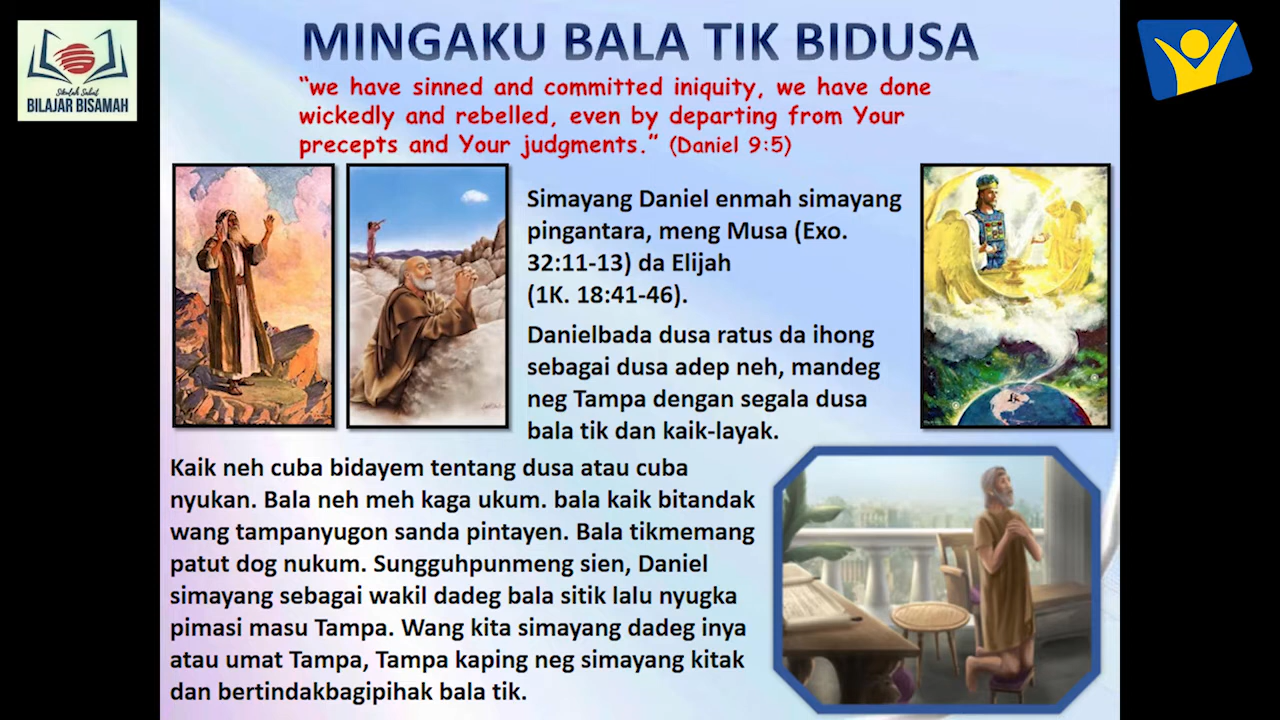 Sekolah Sabat
BILAJAR BISAMAH
MINGAKU BALA TIK BIDUSA
“we have sinned and committed iniquity, we have done
wickedly and rebelled, even by departing from Your
precepts and Your judgments.” (Daniel 9:5)
Simayang Daniel enmah simayang
pingantara, meng Musa (Exo.
32:11-13) da Elijah
(1K. 18:41-46).
Danielbada dusa ratus da ihong
sebagai dusa adep neh, mandeg
neg Tampa dengan segala dusa
bala tik dan kaik-layak.
Kaik neh cuba bidayem tentang dusa atau cuba
nyukan. Bala neh meh kaga ukum. bala kaik bitandak
wang tampanyugon sanda pintayen. Bala tikmemang
patut dog nukum. Sungguhpunmeng sien, Daniel
simayang sebagai wakil dadeg bala sitik lalu nyugka
pimasi masu Tampa. Wang kita simayang dadeg inya
atau umat Tampa, Tampa kaping neg simayang kitak
dan bertindakbagipihak bala tik.